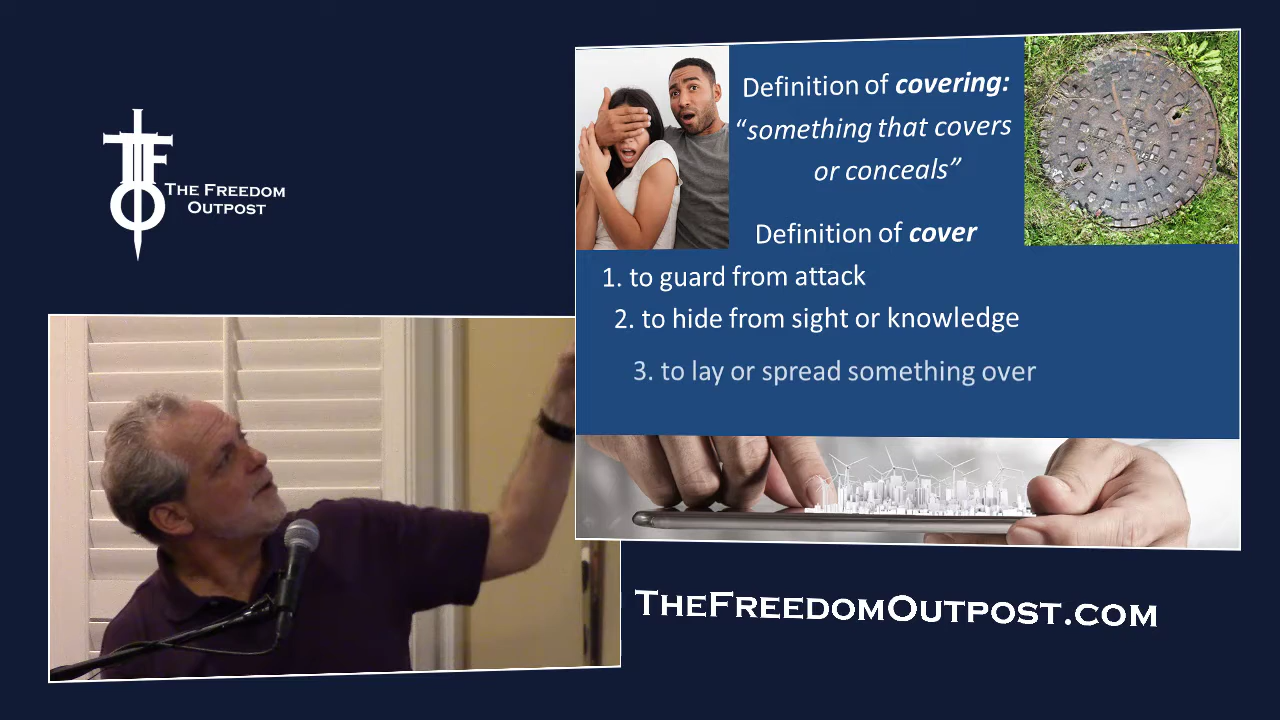 TFO
THE FREEDOM
OUTPOST
Definition of covering:
“something that covers
or conceals”
Definition of cover
1. to guard from attack
2. to hide from sight or knowledge
3. to lay or spread something over
THEFREEDOMOUTPOST.COM